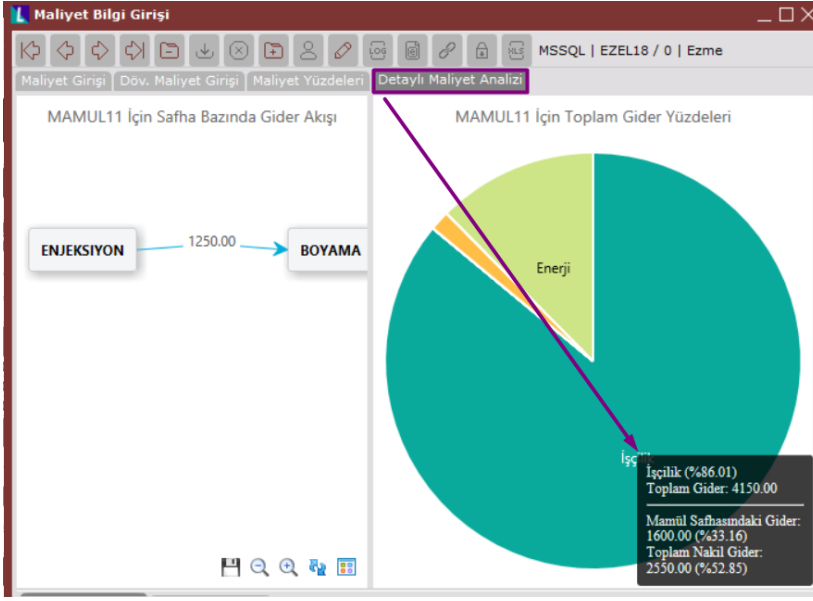 Maliyet Bilgi Girişi
LOG
XLS
MSSQL | EZEL18 / 0 | Ezme
Maliyet Girişi
Döv. Maliyet Girişi
Maliyet Yüzdeleri
Detaylı Maliyet Analizi
MAMUL11 İçin Safha Bazında Gider Akışı
ENJEKSIYON
1250.00
BOYAMA
MAMUL11 İçin Toplam Gider Yüzdeleri
Enerji
İşçilik (%86.01)
Toplam Gider: 4150.00
Mamül Safhasındaki Gider:
1600.00 (%33.16)
Toplam Nakil Gider:
2550.00 (%52.85)